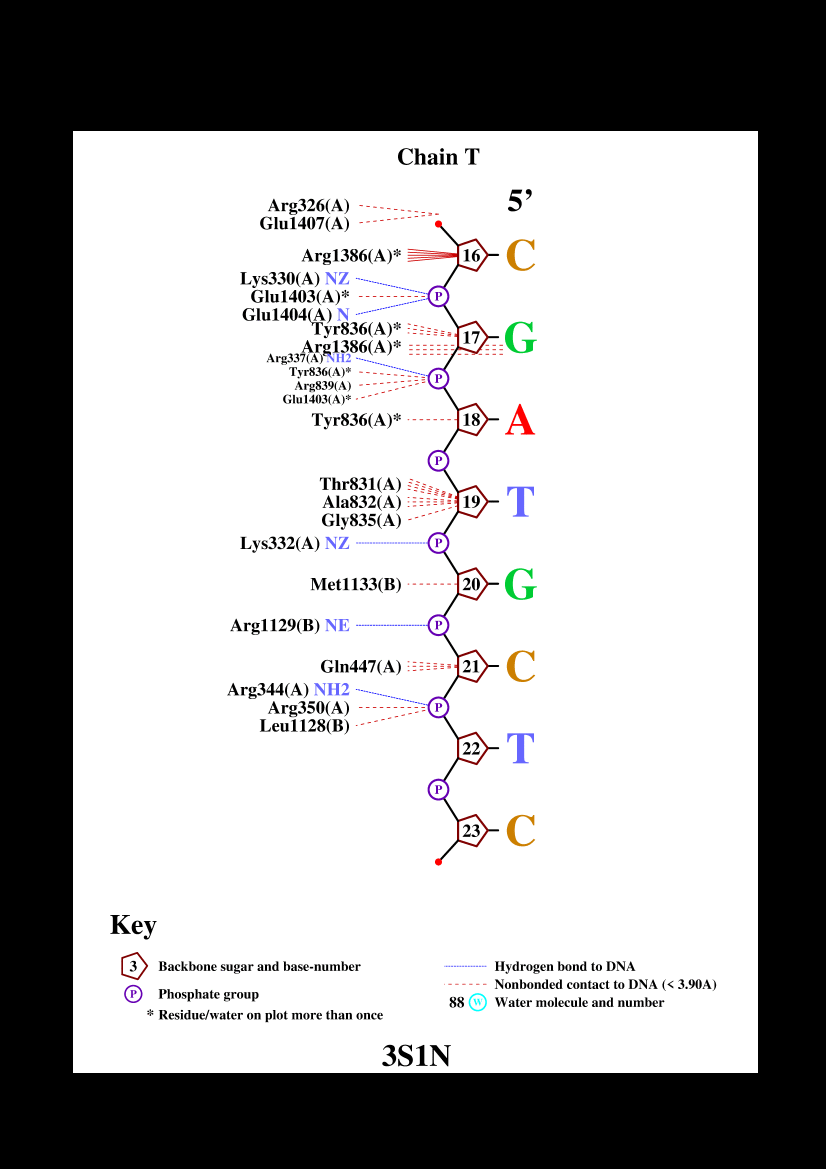 Chain T
5’
Arg326(A)
Glu1407(A)
Arg1386(A)* 16 C
Lys330(A) NZ
Glu1403(A)* P
Glu1404(A) N
Tyr836(A)*
17 G
Arg1386(A)*
Arg337(A) NH2
Tyr836(A)* P
Arg839(A)
Glu1403(A)*
Tyr836(A)* 18 A
P
Thr831(A)
Ala832(A) 19 T
Gly835(A)
Lys332(A) NZ P
Met1133(B) 20 G
Arg1129(B) NE P
Gln447(A) 21 C
Arg344(A) NH2
Arg350(A) P
Leu1128(B)
22 T
P
23 C
Key
3 Backbone sugar and base-number
P Phosphate group
* Residue/water on plot more than once
Hydrogen bond to DNA
Nonbonded contact to DNA (< 3.90A)
88 W Water molecule and number
3S1N